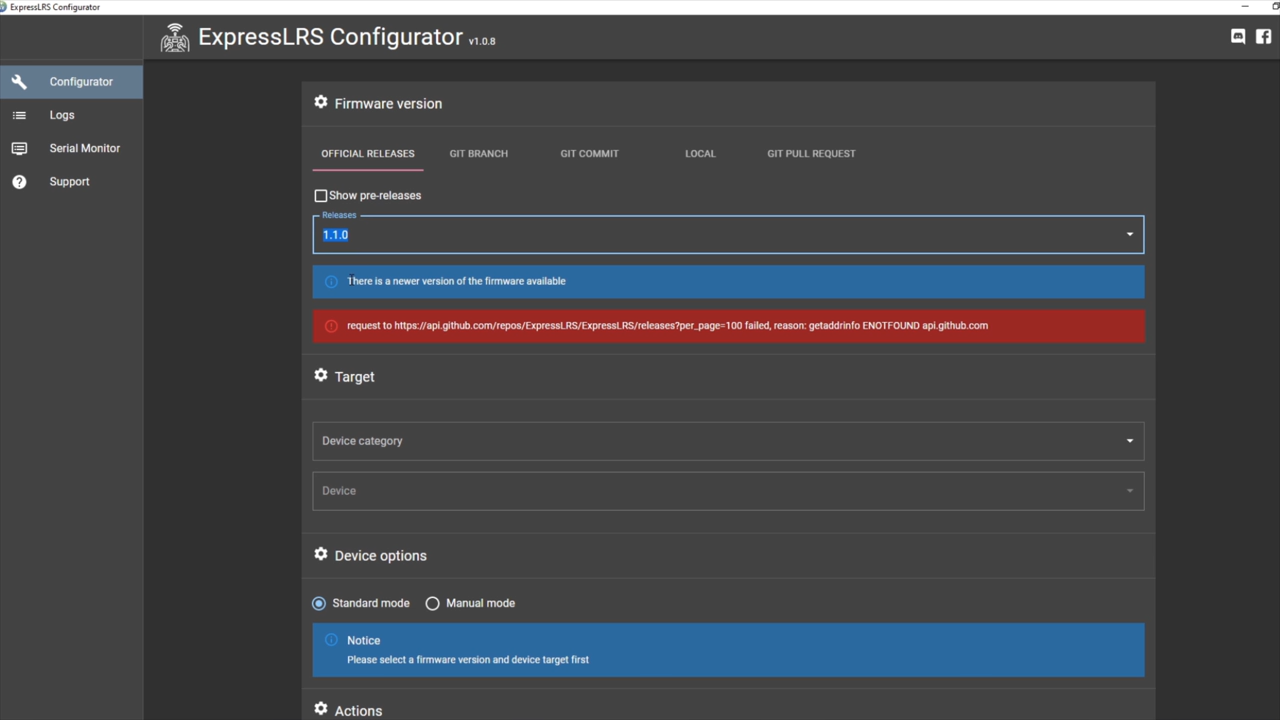 ExpressLRS Configurator
ExpressLRS Configurator v1.0.8
Configurator
Logs
Serial Monitor
Support
Firmware version
OFFICIAL RELEASES
GIT BRANCH
GIT COMMIT
LOCAL
GIT PULL REQUEST
Show pre-releases
Releases
1.1.0
There is a newer version of the firmware available
request to https://api.github.com/repos/ExpressLRS/ExpressLRS/releases?per_page=100 failed, reason: getaddrinfo ENOTFOUND api.github.com
Target
Device category
Device
Device options
Standard mode
Manual mode
Notice
Please select a firmware version and device target first
Actions